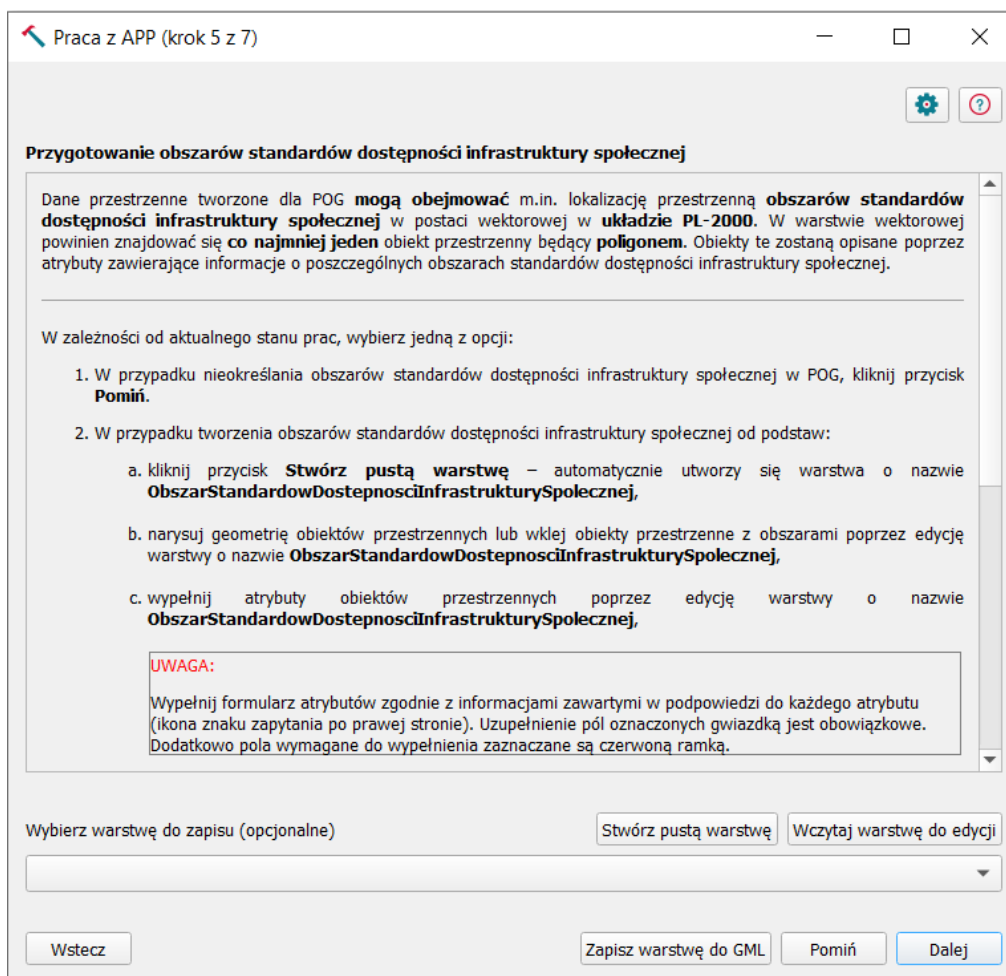 Praca z APP (krok 5 z 7)
Przygotowanie obszarów standardów dostępności infrastruktury społecznej
Dane przestrzenne tworzone dla POG mogą obejmować m.in. lokalizację przestrzenną obszarów standardów
dostępności infrastruktury społecznej w postaci wektorowej w układzie PL-2000. W warstwie wektorowej
powinien znajdować się co najmniej jeden obiekt przestrzenny będący poligonem. Obiekty te zostaną opisane poprzez
atrybuty zawierające informacje o poszczególnych obszarach standardów dostępności infrastruktury społecznej.
W zależności od aktualnego stanu prac, wybierz jedną z opcji:
1. W przypadku nieokreślania obszarów standardów dostępności infrastruktury społecznej w POG, kliknij przycisk
Pomiń.
2. W przypadku tworzenia obszarów standardów dostępności infrastruktury społecznej od podstaw:
a. kliknij przycisk Stwórz pustą warstwę – automatycznie utworzy się warstwa o nazwie
ObszarStandardowDostepnosciInfrastrukturySpolecznej,
b. narysuj geometrię obiektów przestrzennych lub wklej obiekty przestrzenne z obszarami poprzez edycję
warstwy o nazwie ObszarStandardowDostepnosciInfrastrukturySpolecznej,
c. wypełnij atrybuty obiektów przestrzennych poprzez edycję warstwy o nazwie
ObszarStandardowDostepnosciInfrastrukturySpolecznej,
UWAGA:
Wypełnij formularz atrybutów zgodnie z informacjami zawartymi w podpowiedzi do każdego atrybutu
(ikona znaku zapytania po prawej stronie). Uzupełnienie pól oznaczonych gwiazdką jest obowiązkowe.
Dodatkowo pola wymagane do wypełnienia zaznaczane są czerwoną ramką.
Wybierz warstwę do zapisu (opcjonalne)
Stwórz pustą warstwę
Wczytaj warstwę do edycji
Wstecz
Zapisz warstwę do GML
Pomiń
Dalej